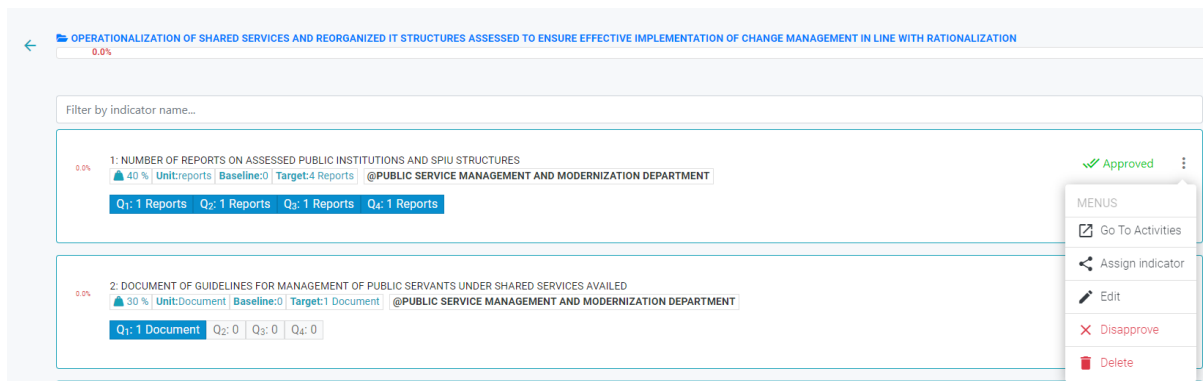 OPERATIONALIZATION OF SHARED SERVICES AND REORGANIZED IT STRUCTURES ASSESSED TO ENSURE EFFECTIVE IMPLEMENTATION OF CHANGE MANAGEMENT IN LINE WITH RATIONALIZATION
0.0%
Filter by indicator name...
0.0%
1: NUMBER OF REPORTS ON ASSESSED PUBLIC INSTITUTIONS AND SPIU STRUCTURES
40 % Unit:reports Baseline:0 Target:4 Reports @PUBLIC SERVICE MANAGEMENT AND MODERNIZATION DEPARTMENT
Q1: 1 Reports Q2: 1 Reports Q3: 1 Reports Q4: 1 Reports
Approved
MENUS
Go To Activities
Assign indicator
Edit
Disapprove
Delete
0.0%
2: DOCUMENT OF GUIDELINES FOR MANAGEMENT OF PUBLIC SERVANTS UNDER SHARED SERVICES AVAILED
30 % Unit:Document Baseline:0 Target:1 Document @PUBLIC SERVICE MANAGEMENT AND MODERNIZATION DEPARTMENT
Q1: 1 Document Q2: 0 Q3: 0 Q4: 0